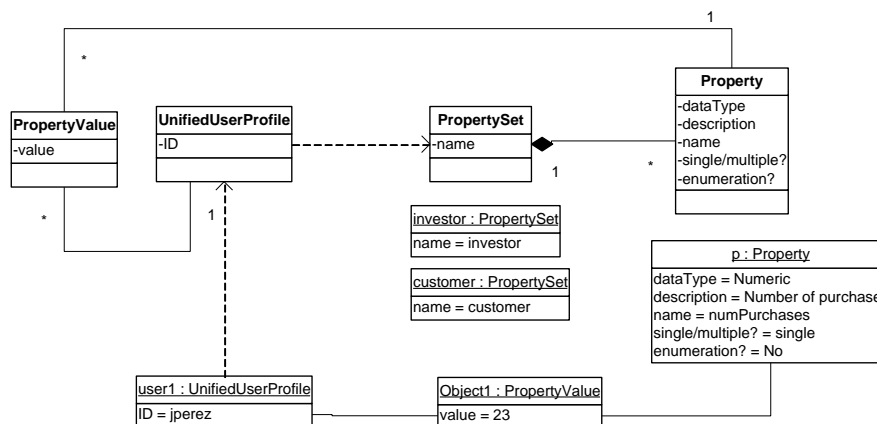 1
*
Property
-dataType
-description
-name
-single/multiple?
-enumeration?
PropertyValue
-value
UnifiedUserProfile
-ID
PropertySet
-name
1
*
*
1
investor : PropertySet
name = investor
customer : PropertySet
name = customer
p : Property
dataType = Numeric
description = Number of purchase
name = numPurchases
single/multiple? = single
enumeration? = No
user1 : UnifiedUserProfile
ID = jperez
Object1 : PropertyValue
value = 23